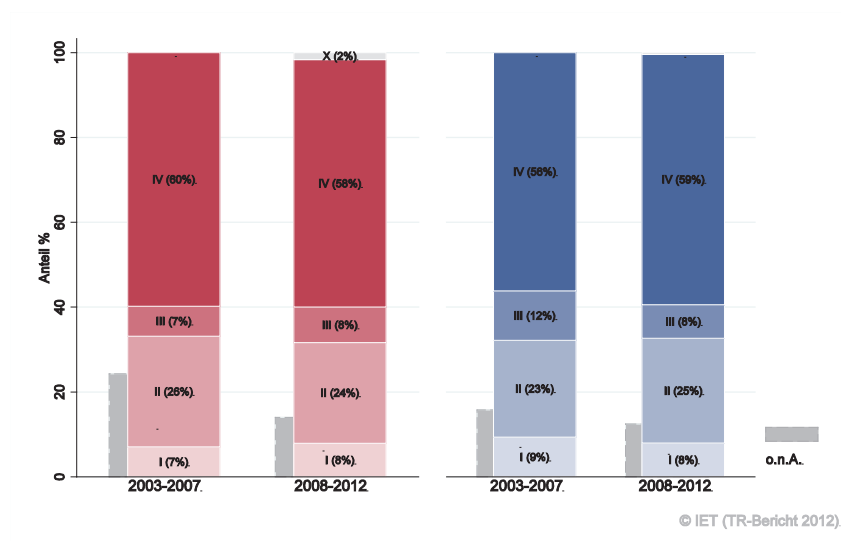 Anteil %
100
80
60
40
20
0
X (2%).
IV (60%).
IV (58%).
III (7%).
III (8%).
II (26%).
II (24%).
I (7%).
I (8%).
2003-2007.
2008-2012.
IV (56%).
IV (59%).
III (12%).
III (8%).
II (23%).
II (25%).
I (9%).
I (8%).
2003-2007.
2008-2012.
o.n.A..
© IET (TR-Bericht 2012).